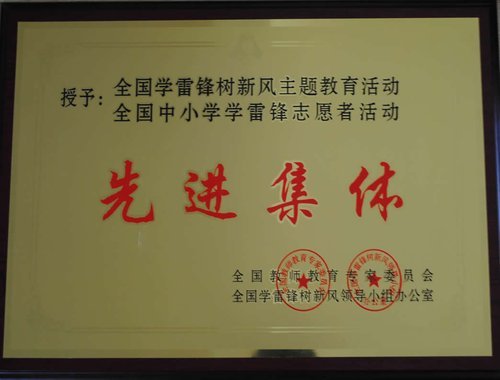 授予：全国学雷锋树新风主题教育活动
全国中小学学雷锋志愿者活动
先进集体
全国教师教育专家委员会
全国学雷锋树新风领导小组办公室